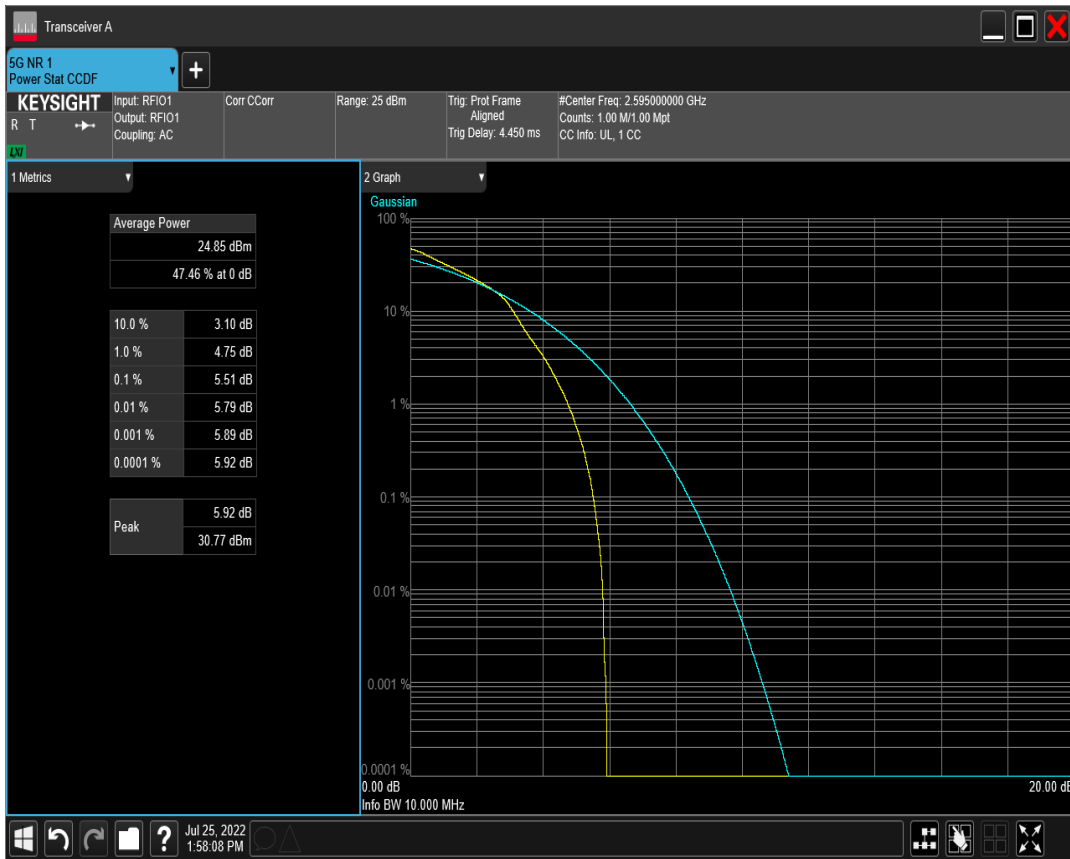 Transceiver A
5G NR 1
Power Stat CCDF
+
KEYSIGHT
R T
LXI
Input: RFIO1
Output: RFIO1
Coupling: AC
Corr CCorr
Range: 25 dBm
Trig: Prot Frame
Aligned
Trig Delay: 4.450 ms
#Center Freq: 2.595000000 GHz
Counts: 1.00 M/1.00 Mpt
CC Info: UL, 1 CC
1 Metrics
Average Power
24.85 dBm
47.46 % at 0 dB
10.0 % 3.10 dB
1.0 % 4.75 dB
0.1 % 5.51 dB
0.01 % 5.79 dB
0.001 % 5.89 dB
0.0001 % 5.92 dB
Peak
5.92 dB
30.77 dBm
2 Graph
Gaussian
100 %
10 %
1 %
0.1 %
0.01 %
0.001 %
0.0001 %
0.00 dB
20.00 dB
Info BW 10.000 MHz
?
Jul 25, 2022
1:58:08 PM